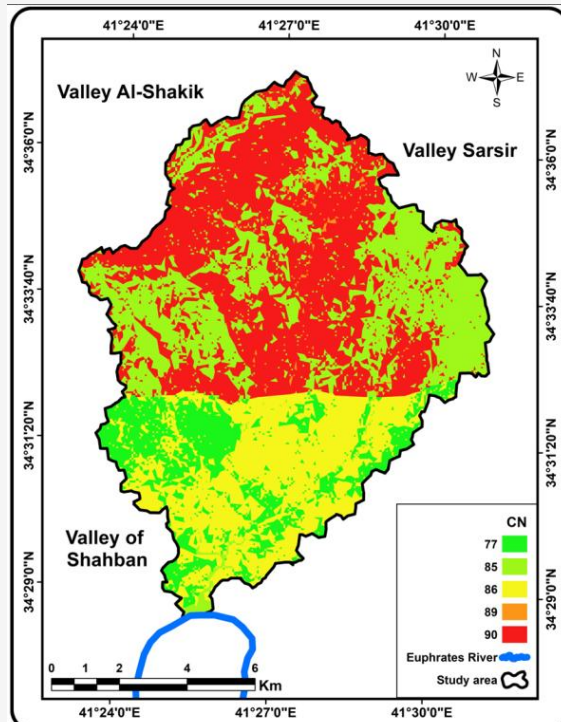 41°24'0"E 41°27'0"E 41°30'0"E
N
W E
S
Valley Al-Shakik
Valley Sarsir
34°36'0"N
34°36'0"N
34°33'40"N
34°33'40"N
34°31'20"N
34°31'20"N
34°29'0"N
34°29'0"N
Valley of
Shahban
CN
77
85
86
89
90
Euphrates River
Study area
0 1 2 4 6
Km
41°24'0"E 41°27'0"E 41°30'0"E